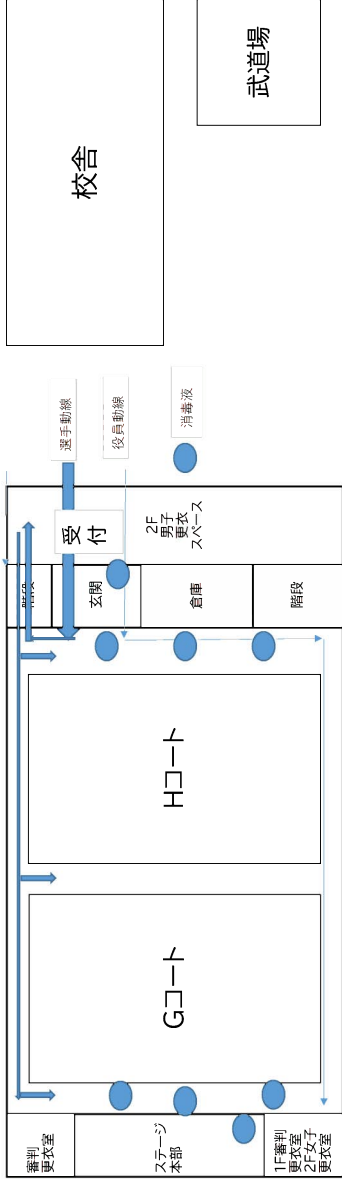 校舎
武道場
選手動線
役員動線
消毒液
受
付
2F
男子
更衣
スペース
階段
玄関
倉庫
階段
Hコート
Gコート
審判
更衣室
ステージ
本部
1F審判
更衣室
2F女子
更衣室